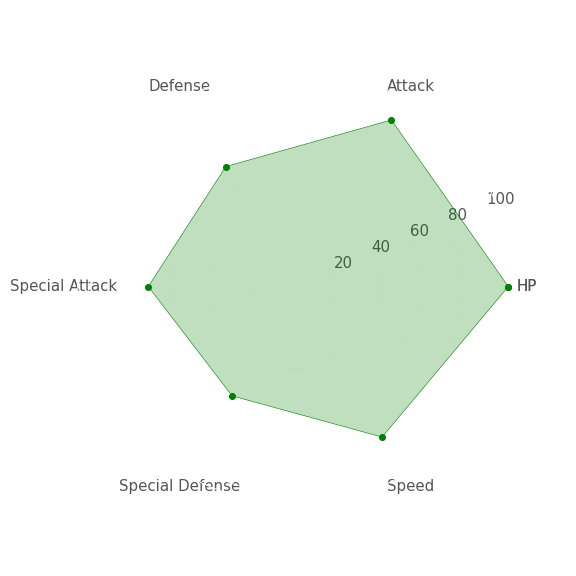 Defense
Attack
100
80
60
40
20
Special Attack
HP
Special Defense
Speed